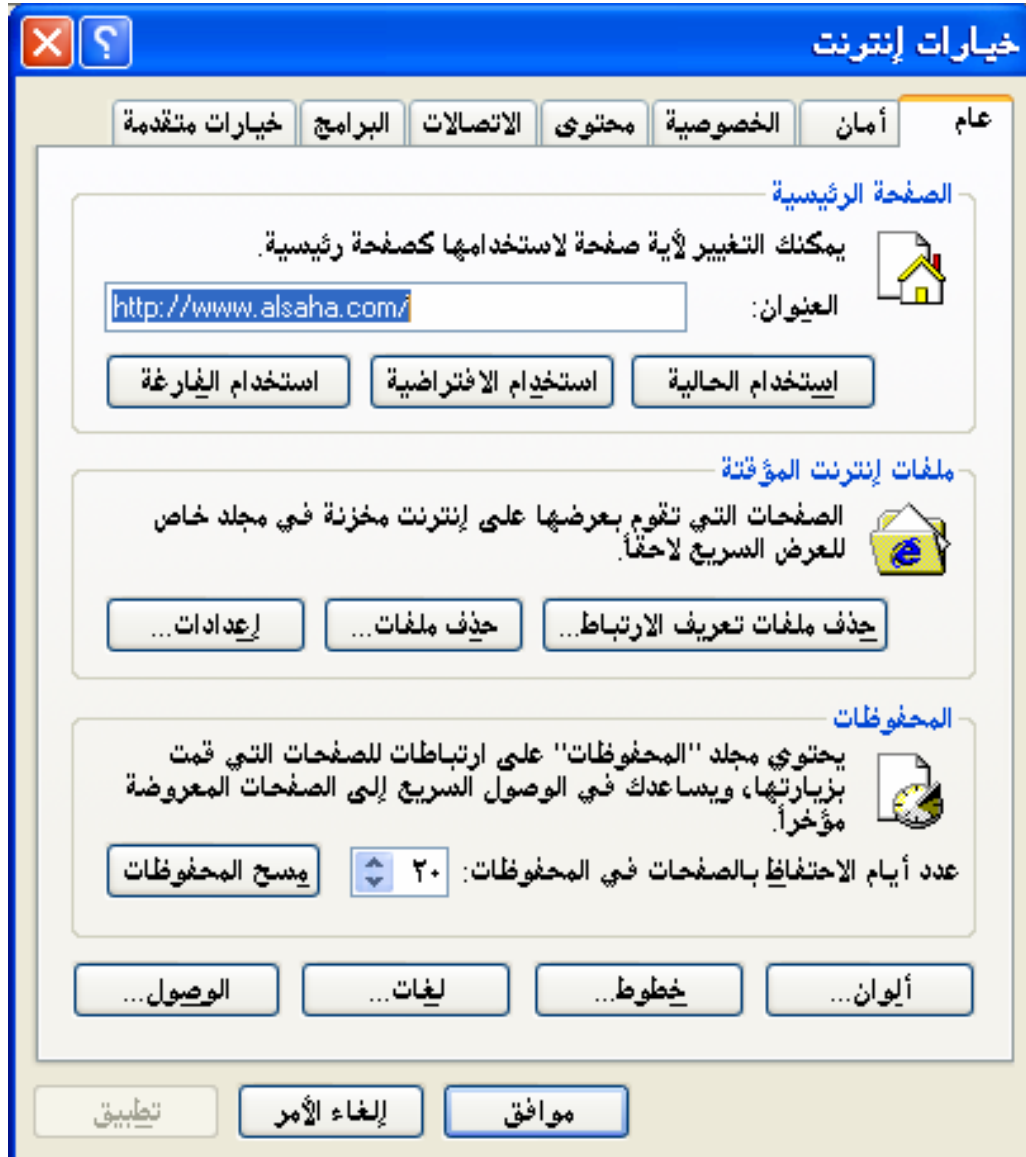 خيارات إنترنت
عام
أمان
الخصوصية
محتوى
الاتصالات
البرامج
خيارات متقدمة
الصفحة الرئيسية
يمكنك التغيير لأية صفحة لاستخدامها كصفحة رئيسية.
العنوان:
http://www.alsaha.com/
استخدام الحالية
استخدام الافتراضية
استخدام الفارغة
ملفات إنترنت المؤقتة
الصفحات التي تقوم بعرضها على إنترنت مخزنة في مجلد خاص
للعرض السريع لاحقاً.
حذف ملفات تعريف الارتباط...
حذف ملفات...
إعدادات...
المحفوظات
يحتوي مجلد "المحفوظات" على ارتباطات للصفحات التي قمت
بزيارتها، ويساعدك في الوصول السريع إلى الصفحات المعروضة
مؤخراً.
عدد أيام الاحتفاظ بالصفحات في المحفوظات:
٢٠
مسح المحفوظات
ألوان...
خطوط...
لغات...
الوصول...
موافق
إلغاء الأمر
تطبيق